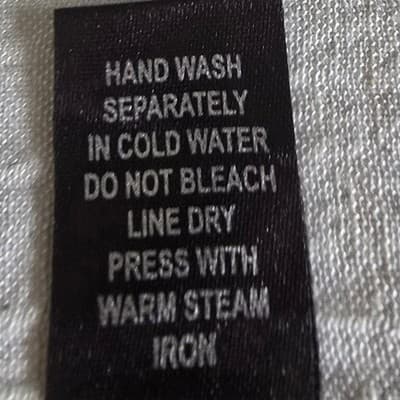 HAND WASH
SEPARATELY
IN COLD WATER
DO NOT BLEACH
LINE DRY
PRESS WITH
WARM STEAM
IRON